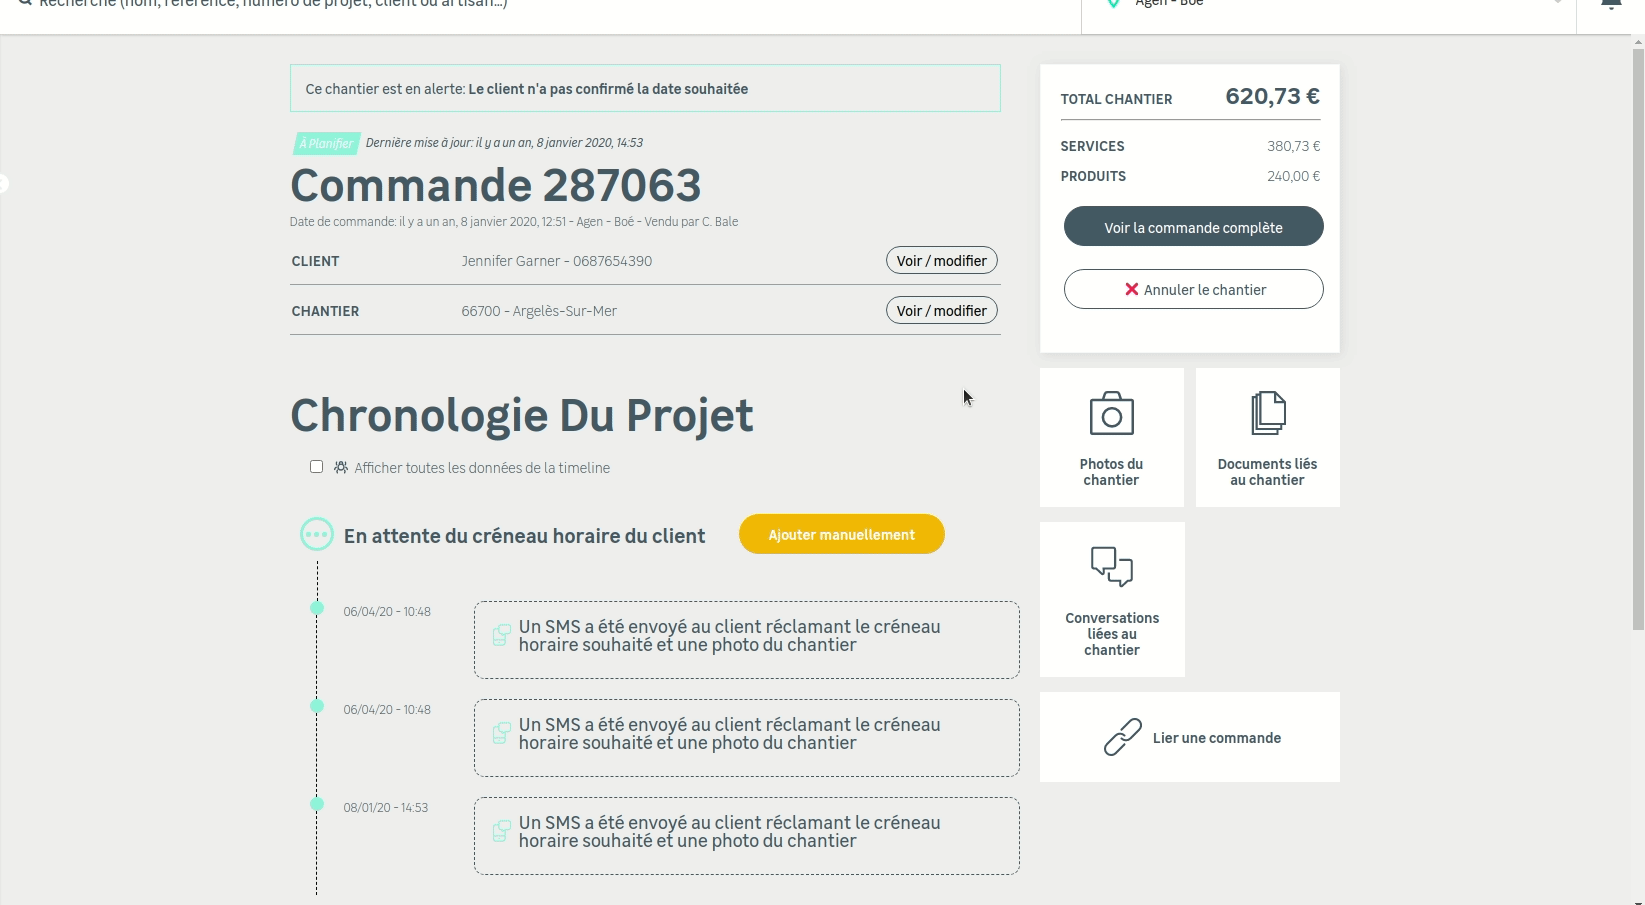 Recherche (nom, référence, numéro de projet, client ou artisan...)
Agen - Boé
Ce chantier est en alerte: Le client n'a pas confirmé la date souhaitée
À Planifier Dernière mise à jour: il y a un an, 8 janvier 2020, 14:53
Commande 287063
Date de commande: il y a un an, 8 janvier 2020, 12:51 - Agen - Boé - Vendu par C. Bale
CLIENT Jennifer Garner - 0687654390 Voir / modifier
CHANTIER 66700 - Argelès-Sur-Mer Voir / modifier
Chronologie Du Projet
Afficher toutes les données de la timeline
En attente du créneau horaire du client Ajouter manuellement
06/04/20 - 10:48
Un SMS a été envoyé au client réclamant le créneau
horaire souhaité et une photo du chantier
06/04/20 - 10:48
Un SMS a été envoyé au client réclamant le créneau
horaire souhaité et une photo du chantier
08/01/20 - 14:53
Un SMS a été envoyé au client réclamant le créneau
horaire souhaité et une photo du chantier
TOTAL CHANTIER 620,73 €
SERVICES 380,73 €
PRODUITS 240,00 €
Voir la commande complète
Annuler le chantier
Photos du
chantier
Documents liés
au chantier
Conversations
liées au
chantier
Lier une commande